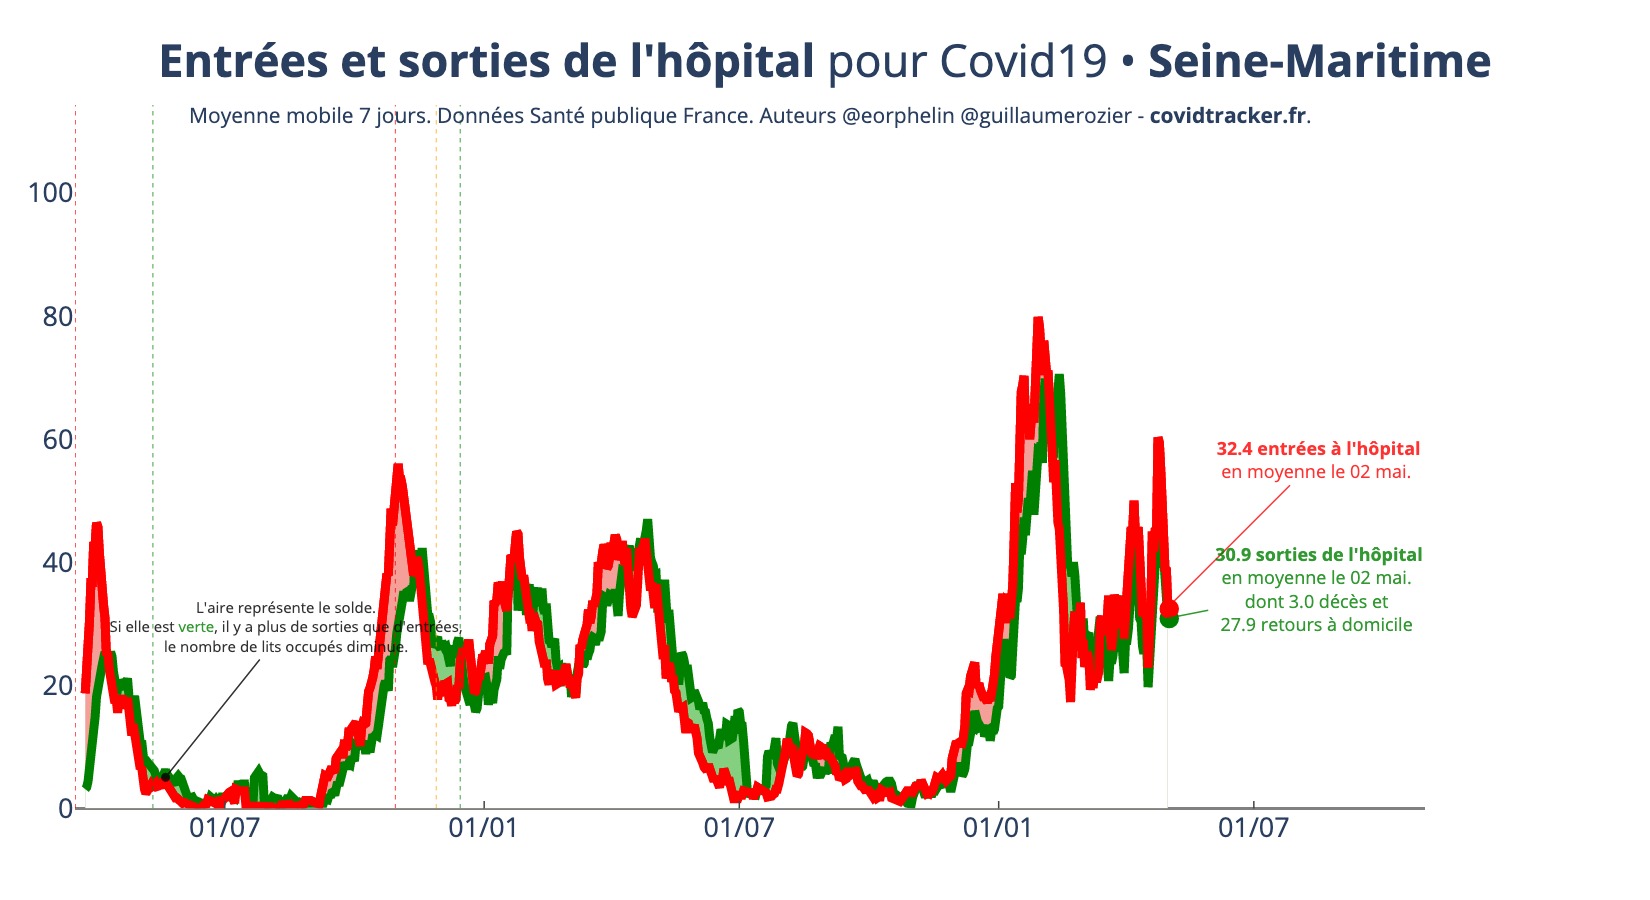 Entrées et sorties de l'hôpital pour Covid19 • Seine-Maritime
Moyenne mobile 7 jours. Données Santé publique France. Auteurs @eorphelin @guillaumerozier - covidtracker.fr.
100
80
60
40
20
0
32.4 entrées à l'hôpital
en moyenne le 02 mai.
30.9 sorties de l'hôpital
en moyenne le 02 mai.
dont 3.0 décès et
27.9 retours à domicile
L'aire représente le solde.
Si elle est verte, il y a plus de sorties que d'entrées,
le nombre de lits occupés diminue.
01/07
01/01
01/07
01/01
01/07